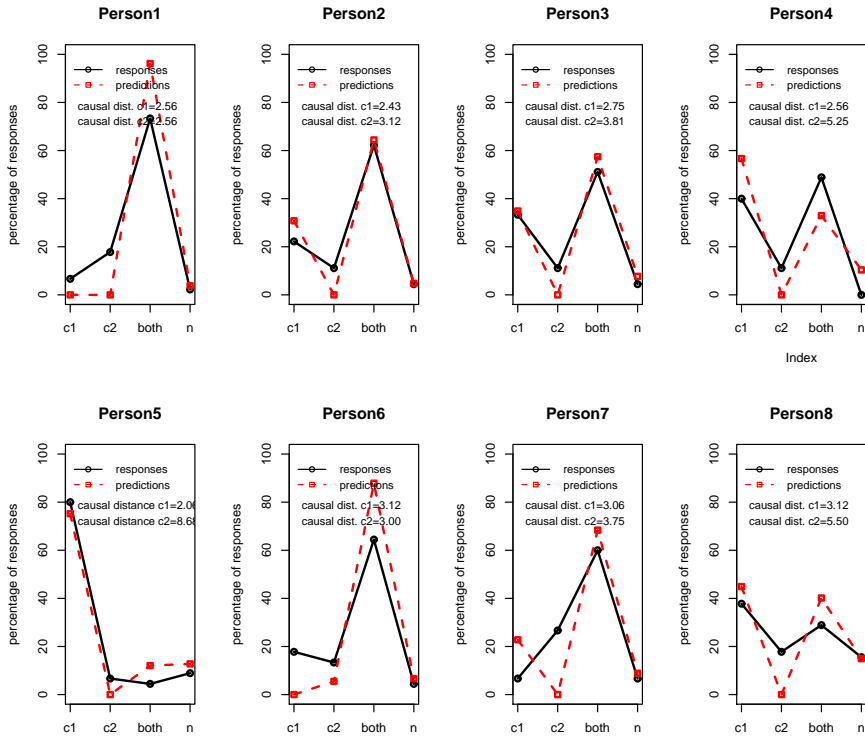 Person1
percentage of responses
100
80
60
40
20
0
responses
predictions
causal dist. c1=2.56
causal dist. c2=2.56
c1 c2 both n
Person2
percentage of responses
100
80
60
40
20
0
responses
predictions
causal dist. c1=2.43
causal dist. c2=3.12
c1 c2 both n
Person3
percentage of responses
100
80
60
40
20
0
responses
predictions
causal dist. c1=2.75
causal dist. c2=3.81
c1 c2 both n
Person4
percentage of responses
100
80
60
40
20
0
responses
predictions
causal dist. c1=2.56
causal dist. c2=5.25
c1 c2 both n
Index
Person5
percentage of responses
100
80
60
40
20
0
responses
predictions
causal distance c1=2.06
causal distance c2=8.68
c1 c2 both n
Person6
percentage of responses
100
80
60
40
20
0
responses
predictions
causal dist. c1=3.12
causal dist. c2=3.00
c1 c2 both n
Person7
percentage of responses
100
80
60
40
20
0
responses
predictions
causal dist. c1=3.06
causal dist. c2=3.75
c1 c2 both n
Person8
percentage of responses
100
80
60
40
20
0
responses
predictions
causal dist. c1=3.12
causal dist. c2=5.50
c1 c2 both n